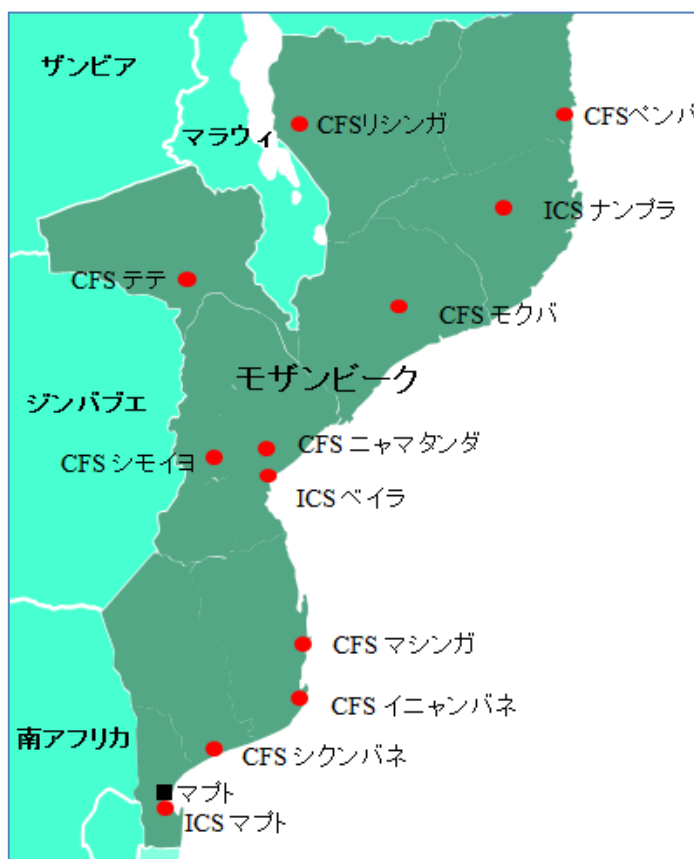 ザンビア
マラウィ
CFSリシンガ
CFSペンバ
ICS ナンプラ
CFS テテ
CFS モクバ
モザンビーク
ジンバブエ
CFS ニャマタンダ
CFS シモイヨ
ICS ベイラ
CFS マシンガ
CFS イニャンバネ
南アフリカ
CFS シクンバネ
マプト
ICS マプト